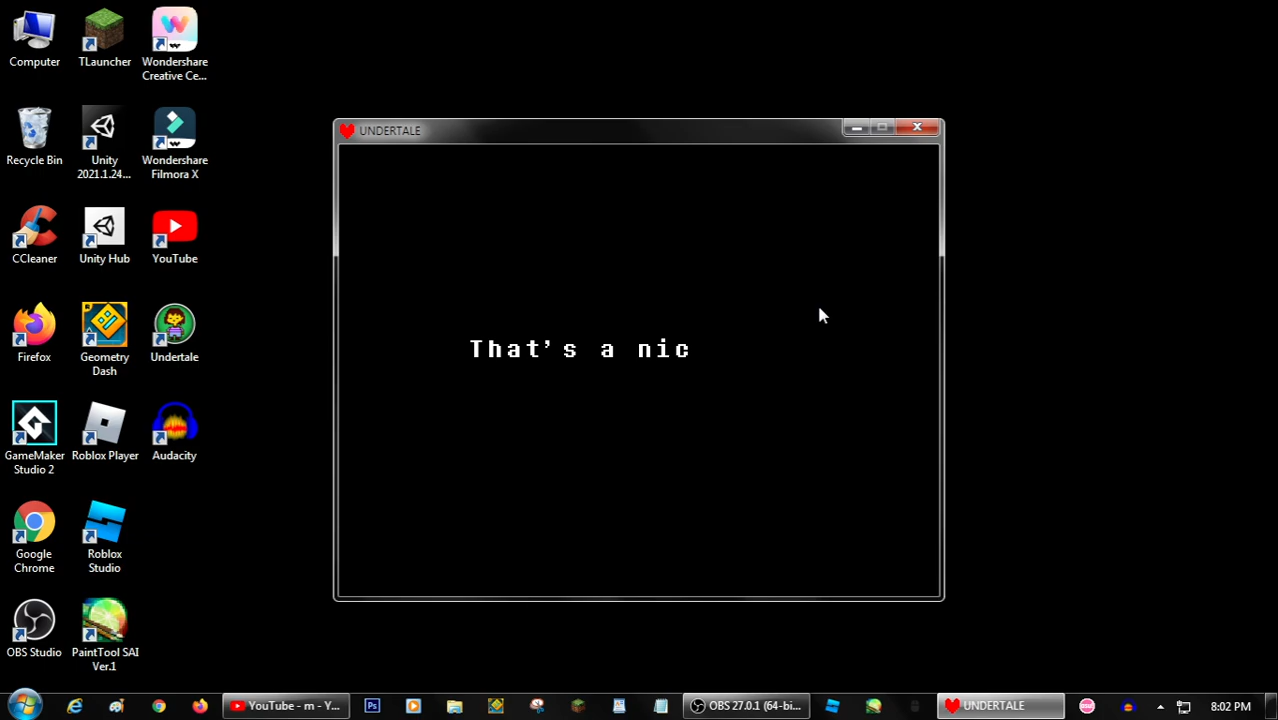 Computer
TLauncher
Wondershare
Creative Ce...
Recycle Bin
Unity
2021.1.24...
Wondershare
Filmora X
CCleaner
Unity Hub
YouTube
Firefox
Geometry
Dash
Undertale
GameMaker
Studio 2
Roblox Player
Audacity
Google
Chrome
Roblox
Studio
OBS Studio
PaintTool SAI
Ver.1
UNDERTALE
That's a nic
YouTube - m - Y...
Ps
OBS 27.0.1 (64-bi...
UNDERTALE
8:02 PM